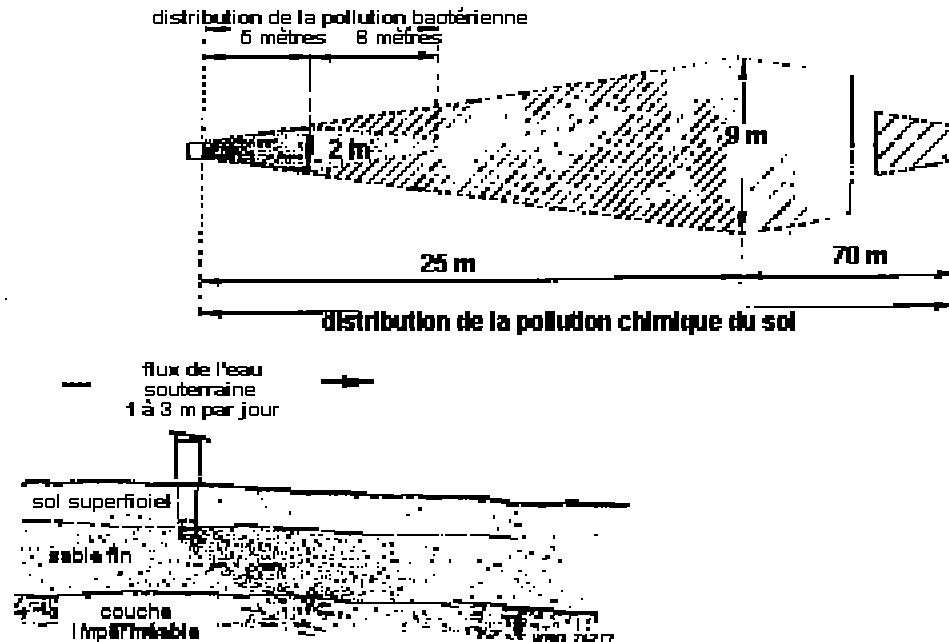 distribution de la pollution bactérienne
5 mètres 8 mètres
2 m
9 m
25 m
70 m
distribution de la pollution chimique du sol
flux de l'eau
souterraine
1 à 3 m par jour
sol superficiel
sable fin
couche
imperméable